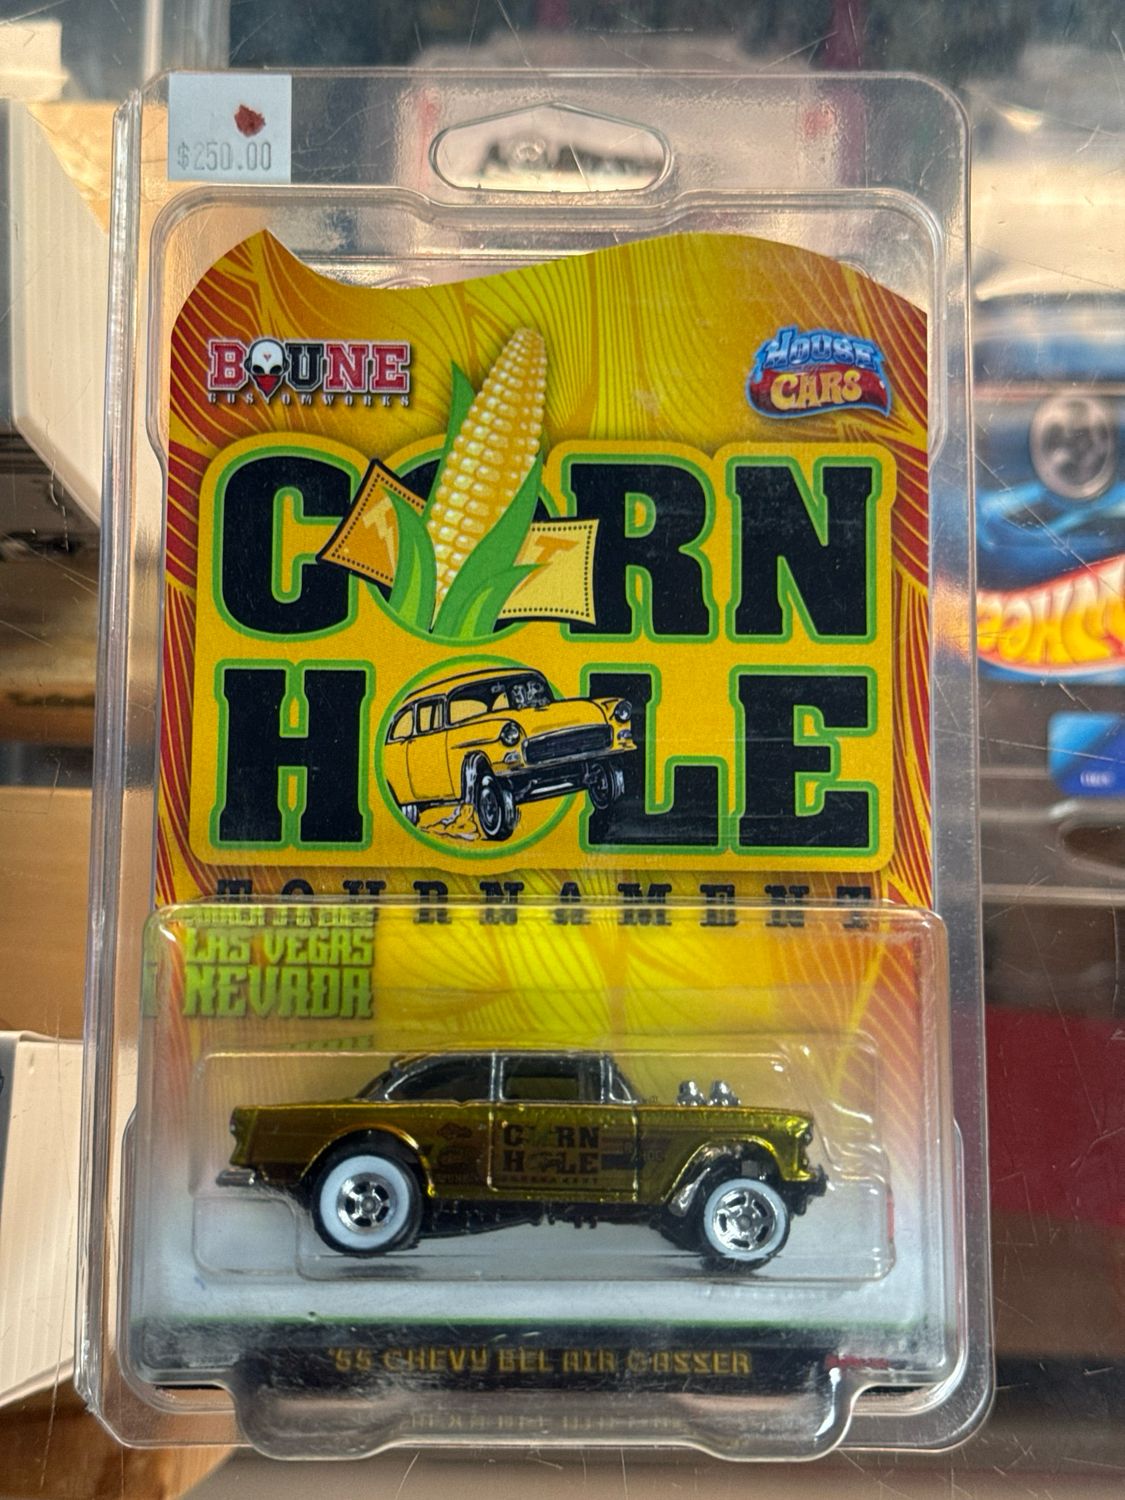 $250.00
BOUNE
CUSTOMWORKS
HOUSE
CARS
CORN
HOLE
TOURNAMENT
LAS VEGAS
NEVADA
CORN
HOLE
'55 CHEVY BEL AIR GASSER